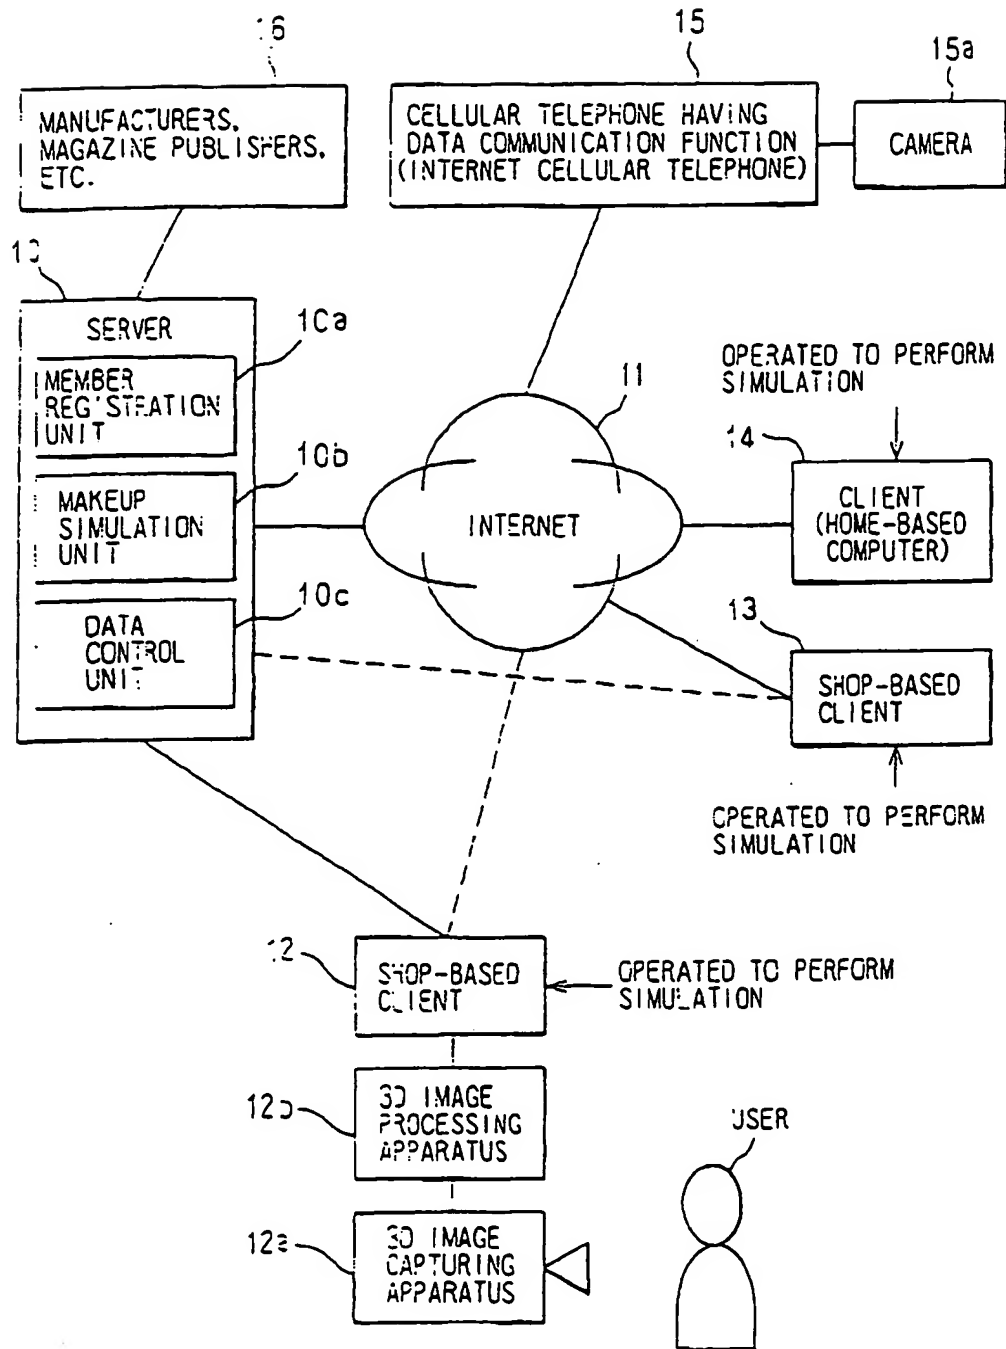 16
MANUFACTURERS,
MAGAZINE PUBLISHERS,
ETC.
15
CELLULAR TELEPHONE HAVING
DATA COMMUNICATION FUNCTION
(INTERNET CELLULAR TELEPHONE)
15a
CAMERA
10
SERVER
10a
MEMBER
REGISTRATION
UNIT
10b
MAKEUP
SIMULATION
UNIT
10c
DATA
CONTROL
UNIT
11
INTERNET
OPERATED TO PERFORM
SIMULATION
14
CLIENT
(HOME-BASED
COMPUTER)
13
SHOP-BASED
CLIENT
OPERATED TO PERFORM
SIMULATION
12
SHOP-BASED
CLIENT
OPERATED TO PERFORM
SIMULATION
12b
3D IMAGE
PROCESSING
APPARATUS
12a
3D IMAGE
CAPTURING
APPARATUS
USER